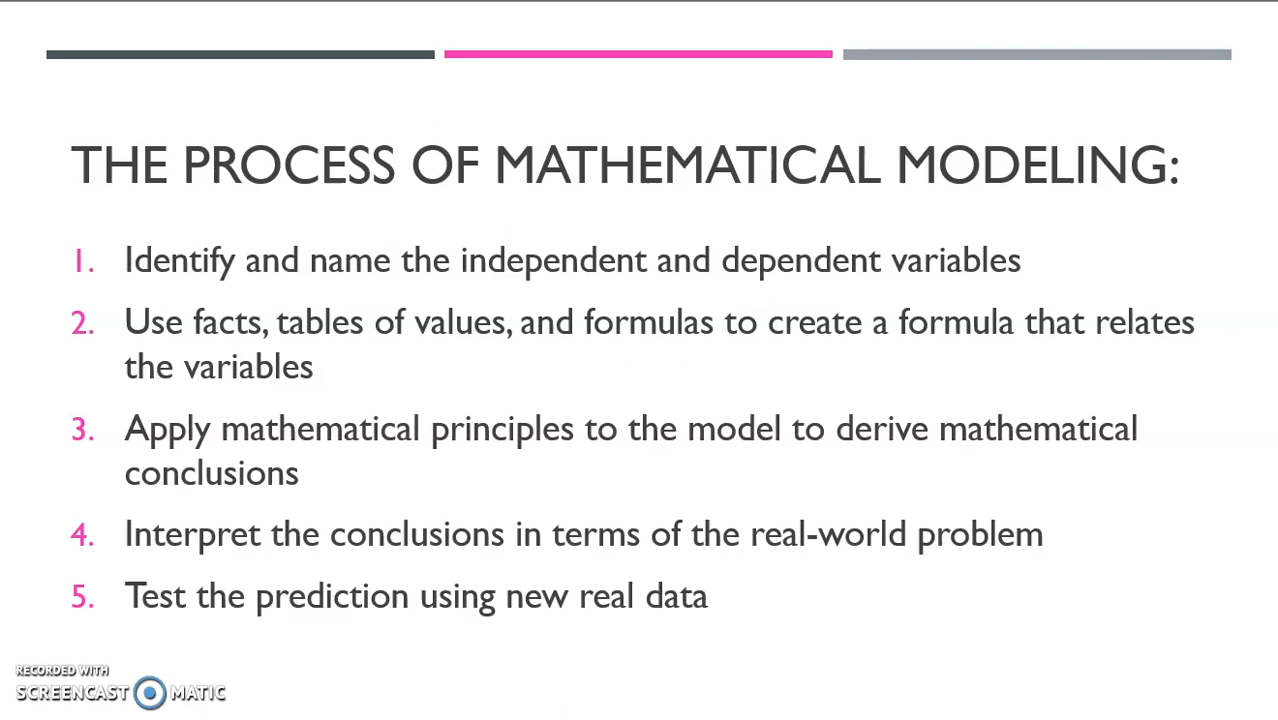 THE PROCESS OF MATHEMATICAL MODELING:
1. Identify and name the independent and dependent variables
2. Use facts, tables of values, and formulas to create a formula that relates
the variables
3. Apply mathematical principles to the model to derive mathematical
conclusions
4. Interpret the conclusions in terms of the real-world problem
5. Test the prediction using new real data
RECORDED WITH
SCREENCAST MATIC